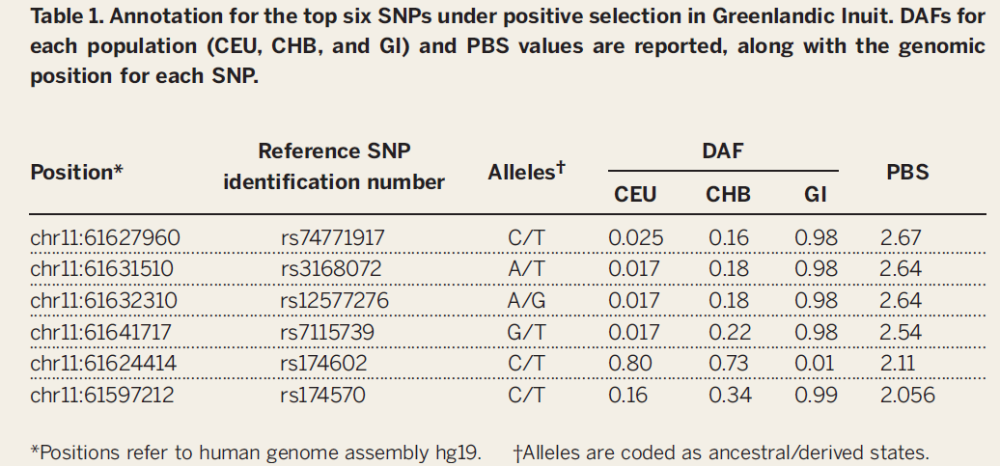 Table 1. Annotation for the top six SNPs under positive selection in Greenlandic Inuit. DAFs for
each population (CEU, CHB, and GI) and PBS values are reported, along with the genomic
position for each SNP.
Position* Reference SNP identification number Alleles† DAF PBS
CEU CHB GI
chr11:61627960 rs74771917 C/T 0.025 0.16 0.98 2.67
chr11:61631510 rs3168072 A/T 0.017 0.18 0.98 2.64
chr11:61632310 rs12577276 A/G 0.017 0.18 0.98 2.64
chr11:61641717 rs7115739 G/T 0.017 0.22 0.98 2.54
chr11:61624414 rs174602 C/T 0.80 0.73 0.01 2.11
chr11:61597212 rs174570 C/T 0.16 0.34 0.99 2.056
*Positions refer to human genome assembly hg19. †Alleles are coded as ancestral/derived states.